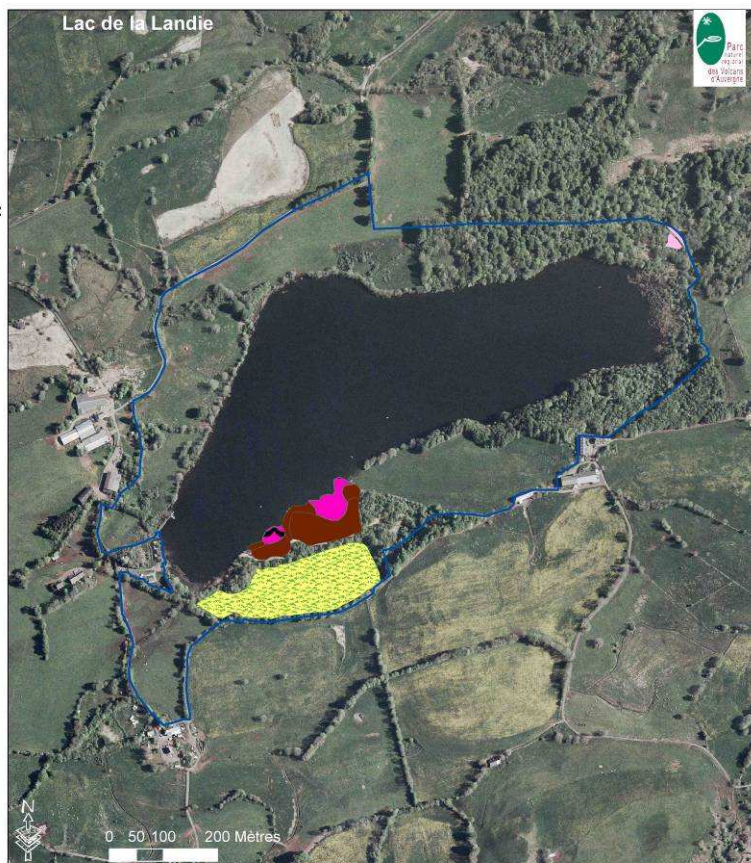 Lac de la Landie
Parc
naturel
régional
des Volcans
d'Auvergne
N
0 50 100 200 Mètres